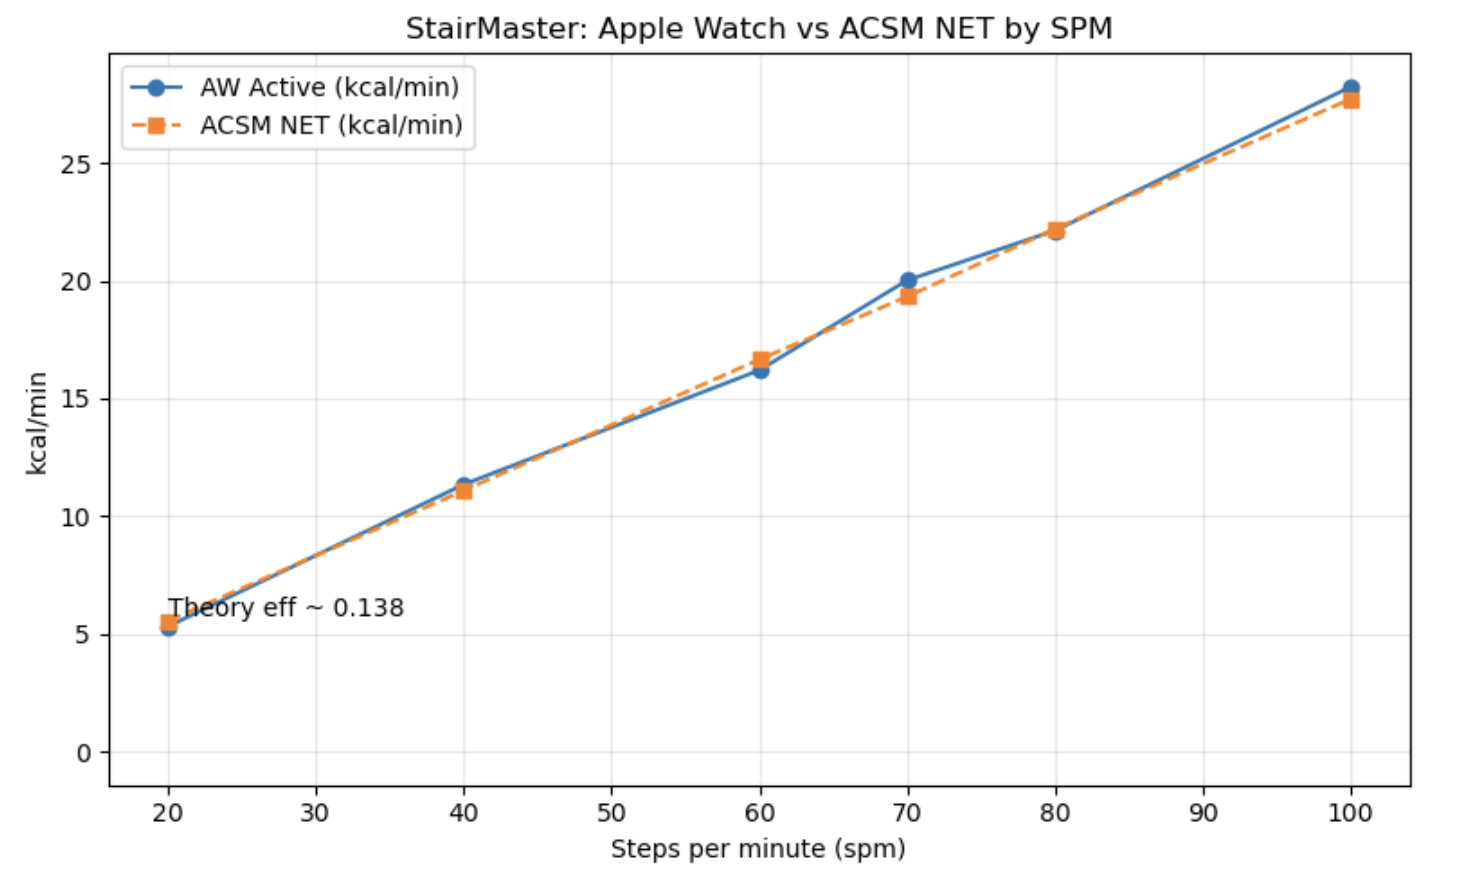 StairMaster: Apple Watch vs ACSM NET by SPM
AW Active (kcal/min)
ACSM NET (kcal/min)
25
20
15
10
5
0
kcal/min
Theory eff ~ 0.138
20 30 40 50 60 70 80 90 100
Steps per minute (spm)